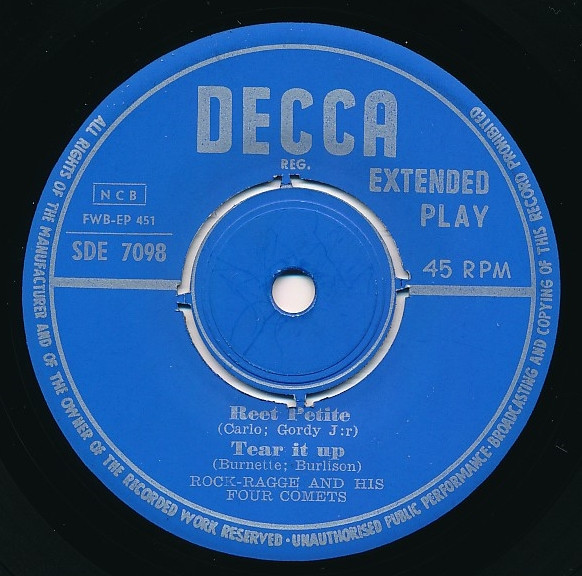 DECCA
REG.
EXTENDED
PLAY
NCB
FWB-EP 451
SDE 7098
45 RPM
Reet Petite
(Carlo; Gordy J:r)
Tear it up
(Burnette; Burlison)
ROCK-RAGGE AND HIS
FOUR COMETS
ALL RIGHTS OF THE MANUFACTURER AND OF THE OWNER OF THE RECORDED WORK RESERVED · UNAUTHORISED PUBLIC PERFORMANCE · BROADCASTING AND COPYING OF THIS RECORD PROHIBITED